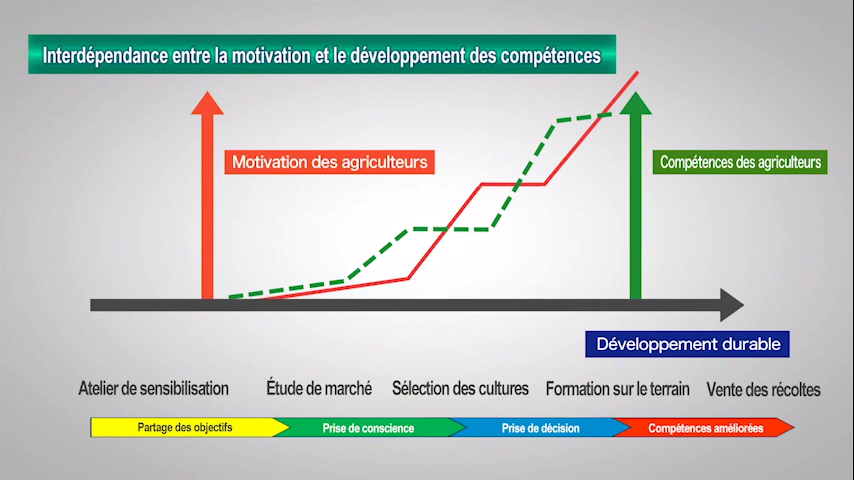 Interdépendance entre la motivation et le développement des compétences
Motivation des agriculteurs
Compétences des agriculteurs
Développement durable
Atelier de sensibilisation
Étude de marché
Sélection des cultures
Formation sur le terrain
Vente des récoltes
Partage des objectifs
Prise de conscience
Prise de décision
Compétences améliorées